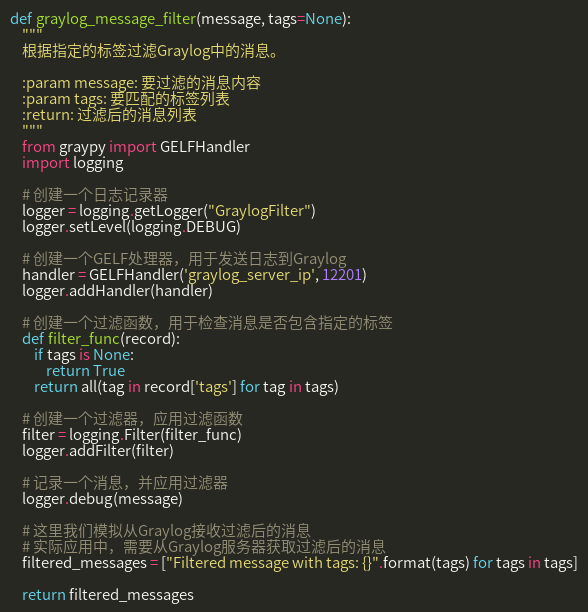 def graylog_message_filter(message, tags=None):
"""
根据指定的标签过滤Graylog中的消息。
:param message: 要过滤的消息内容
:param tags: 要匹配的标签列表
:return: 过滤后的消息列表
"""
from graypy import GELFHandler
import logging
# 创建一个日志记录器
logger = logging.getLogger("GraylogFilter")
logger.setLevel(logging.DEBUG)
# 创建一个GELF处理器，用于发送日志到Graylog
handler = GELFHandler('graylog_server_ip', 12201)
logger.addHandler(handler)
# 创建一个过滤函数，用于检查消息是否包含指定的标签
def filter_func(record):
if tags is None:
return True
return all(tag in record['tags'] for tag in tags)
# 创建一个过滤器，应用过滤函数
filter = logging.Filter(filter_func)
logger.addFilter(filter)
# 记录一个消息，并应用过滤器
logger.debug(message)
# 这里我们模拟从Graylog接收过滤后的消息
# 实际应用中，需要从Graylog服务器获取过滤后的消息
filtered_messages = ["Filtered message with tags: {}".format(tags) for tags in tags]
return filtered_messages